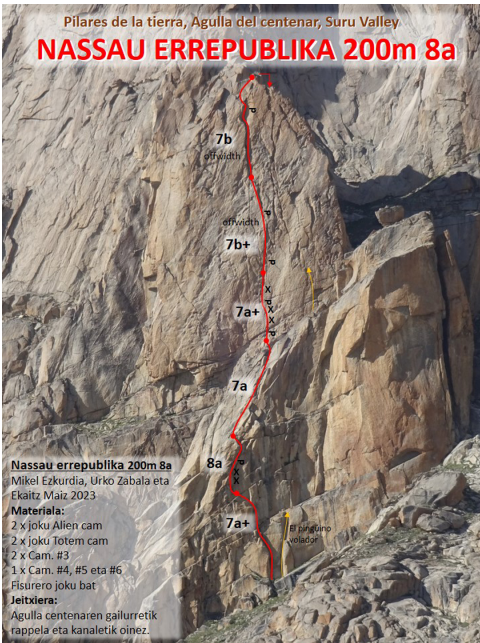 Pilares de la tierra, Agulla del centenar, Suru Valley
NASSAU ERREPUBLIKA 200m 8a
P
7b
offwidth
offwidth
P
7b+
P
X
P
7a+
X
X
P
7a
8a
P
X
X
7a+
El pingüino
volador
Nassau errepublika 200m 8a
Mikel Ezkurdia, Urko Zabala eta
Ekaitz Maiz 2023
Materiala:
2 x joku Alien cam
2 x joku Totem cam
2 x Cam. #3
1 x Cam. #4, #5 eta #6
Fisurero joku bat
Jeitxiera:
Agulla centenaren gailurretik
rappela eta kanaletik oinez.